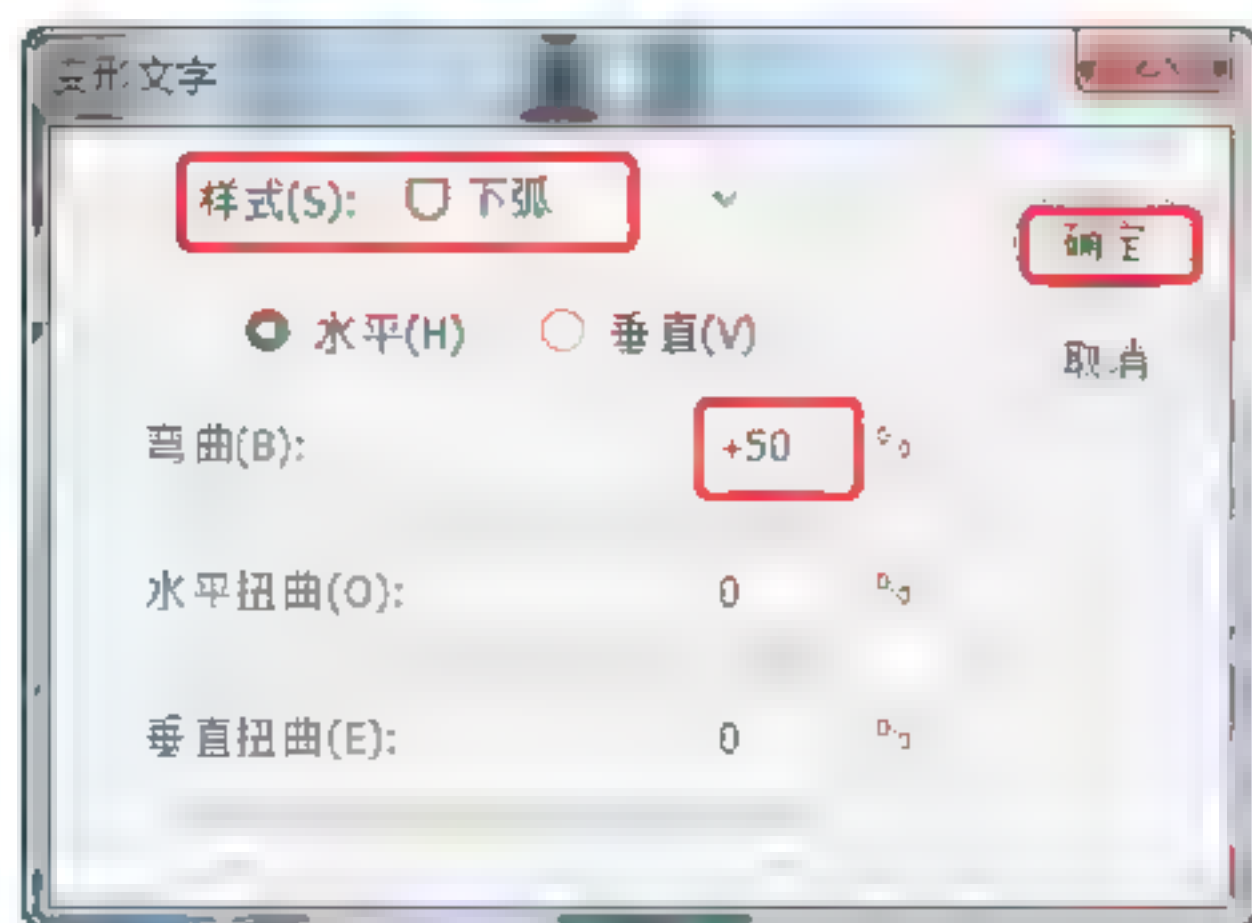 变形文字
样式(S): 下弧
确定
水平(H) 垂直(V)
取消
弯曲(B): +50 %
水平扭曲(O): 0 %
垂直扭曲(E): 0 %